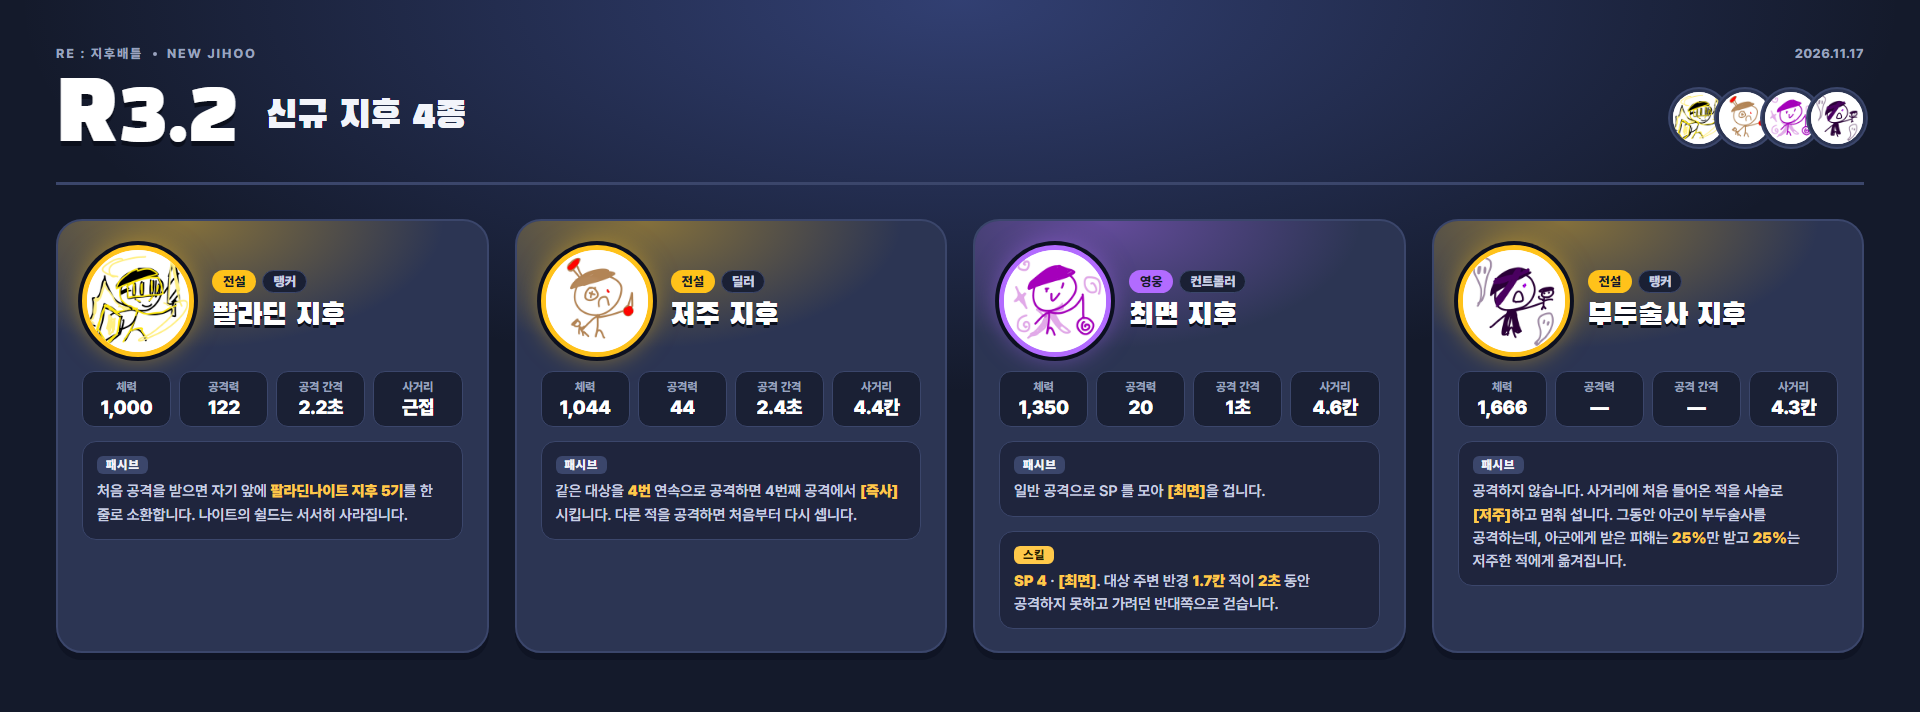 RE : 지후배틀 • NEW JIHOO
2026.11.17
R3.2 신규 지후 4종
전설 탱커
팔라딘 지후
체력 공격력 공격 간격 사거리
1,000 122 2.2초 근접
패시브
처음 공격을 받으면 자기 앞에 팔라딘나이트 지후 5기를 한
줄로 소환합니다. 나이트의 쉴드는 서서히 사라집니다.
전설 딜러
저주 지후
체력 공격력 공격 간격 사거리
1,044 44 2.4초 4.4칸
패시브
같은 대상을 4번 연속으로 공격하면 4번째 공격에서 [즉사]
시킵니다. 다른 적을 공격하면 처음부터 다시 셉니다.
영웅 컨트롤러
최면 지후
체력 공격력 공격 간격 사거리
1,350 20 1초 4.6칸
패시브
일반 공격으로 SP 를 모아 [최면]을 겁니다.
스킬
SP 4 · [최면]. 대상 주변 반경 1.7칸 적이 2초 동안
공격하지 못하고 가려던 반대쪽으로 걷습니다.
전설 탱커
부두술사 지후
체력 공격력 공격 간격 사거리
1,666 — — 4.3칸
패시브
공격하지 않습니다. 사거리에 처음 들어온 적을 사슬로
[저주]하고 멈춰 섭니다. 그동안 아군이 부두술사를
공격하는데, 아군에게 받은 피해는 25%만 받고 25%는
저주한 적에게 옮겨집니다.